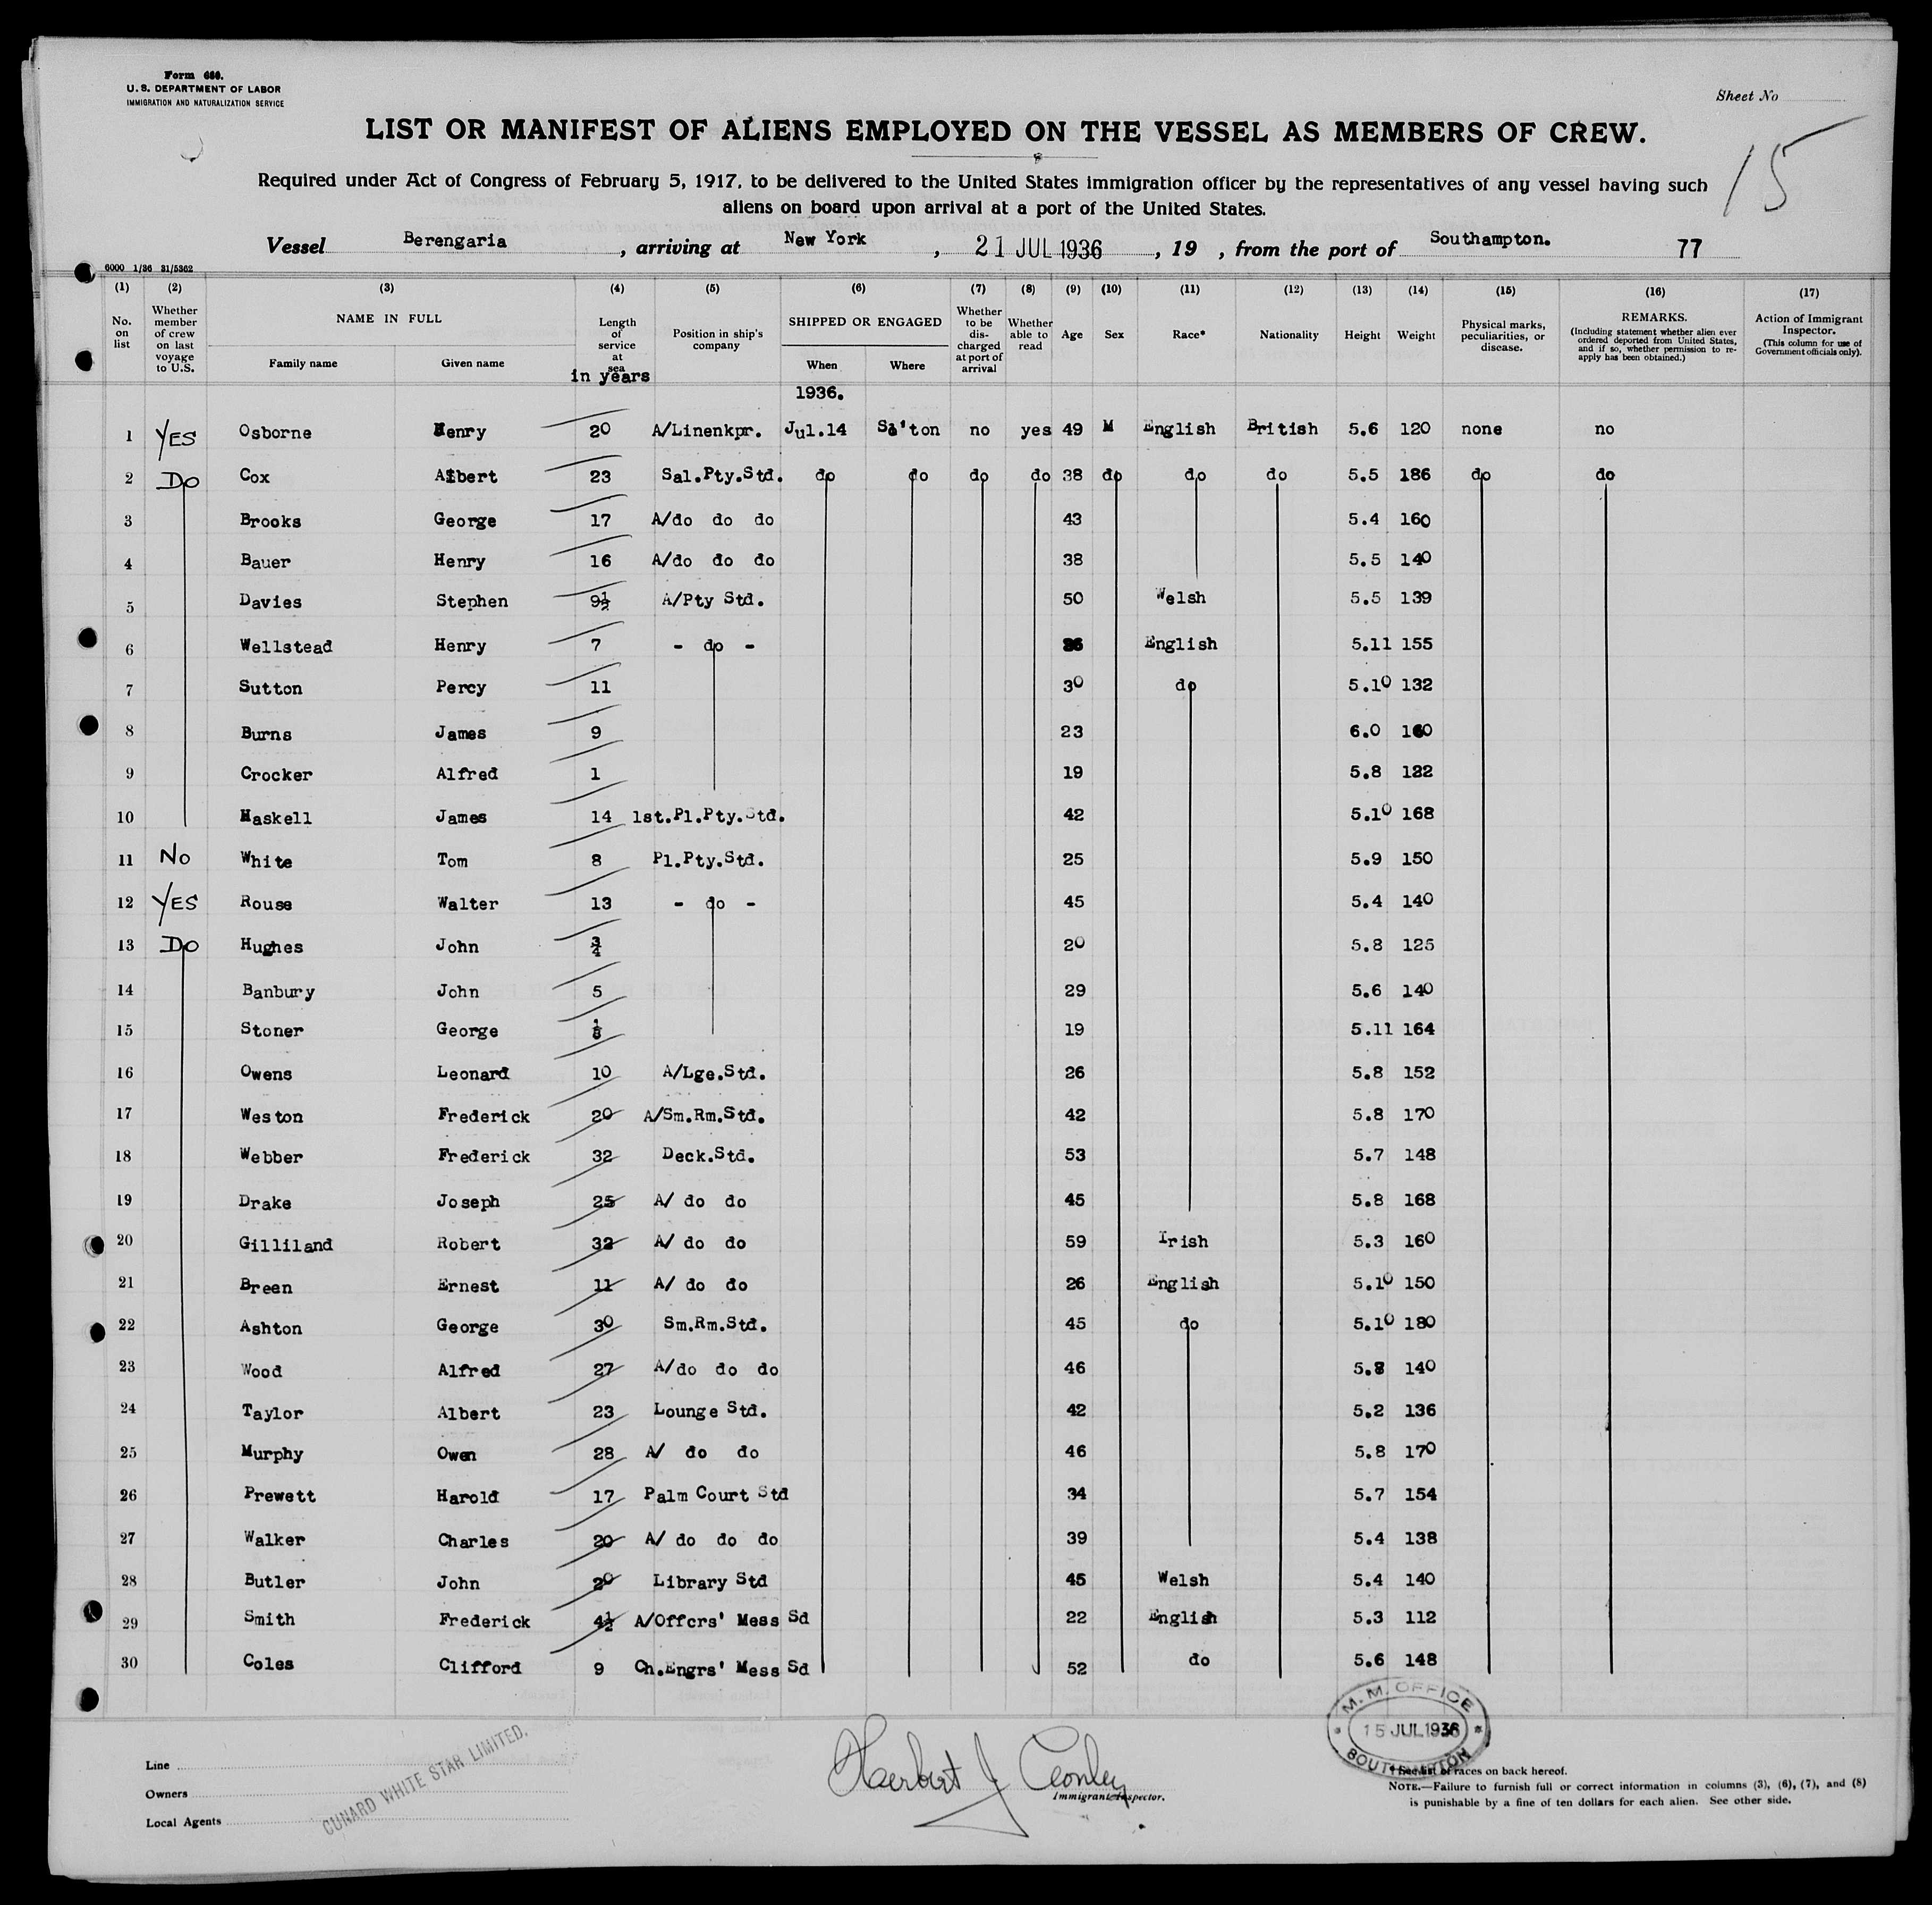 Form 680.
U. S. DEPARTMENT OF LABOR
IMMIGRATION AND NATURALIZATION SERVICE
Sheet No
LIST OR MANIFEST OF ALIENS EMPLOYED ON THE VESSEL AS MEMBERS OF CREW.
15
Required under Act of Congress of February 5, 1917, to be delivered to the United States immigration officer by the representatives of any vessel having such
aliens on board upon arrival at a port of the United States.
Vessel Berengaria, arriving at New York, 21 JUL 1936, 19 , from the port of Southampton. 77
6000 1/36 31/5362
(1) (2) (3) (4) (5) (6) (7) (8) (9) (10) (11) (12) (13) (14) (15) (16) (17)
No. on list
Whether member of crew on last voyage to U.S.
NAME IN FULL
Family name Given name
Length of service at sea
in years
Position in ship's company
SHIPPED OR ENGAGED
When Where
Whether to be discharged at port of arrival
Whether able to read
Age
Sex
Race*
Nationality
Height
Weight
Physical marks, peculiarities, or disease.
REMARKS.
(Including statement whether alien ever ordered deported from United States, and if so, whether permission to reapply has been obtained.)
Action of Immigrant Inspector.
(This column for use of Government officials only).
1936.
1 YES Osborne Henry 20 A/Linenkpr. Jul.14 So'ton no yes 49 M English British 5.6 120 none no
2 Do Cox Albert 23 Sal.Pty.Std. do do do do 38 do do do 5.5 186 do do
3 Brooks George 17 A/do do do 43 5.4 160
4 Bauer Henry 16 A/do do do 38 5.5 140
5 Davies Stephen 9½ A/Pty Std. 50 Welsh 5.5 139
6 Wellstead Henry 7 - do - English 5.11 155
7 Sutton Percy 11 30 do 5.10 132
8 Burns James 9 23 6.0 160
9 Crocker Alfred 1 19 5.8 122
10 Haskell James 14 1st.Pl.Pty.Std. 42 5.10 168
11 No White Tom 8 Pl.Pty.Std. 25 5.9 150
12 YES Rouse Walter 13 - do - 45 5.4 140
13 Do Hughes John ¾ 20 5.8 125
14 Banbury John 5 29 5.6 140
15 Stoner George 19 5.11 164
16 Owens Leonard 10 A/Lge.Std. 26 5.8 152
17 Weston Frederick 20 A/Sm.Rm.Std. 42 5.8 170
18 Webber Frederick 32 Deck.Std. 53 5.7 148
19 Drake Joseph 25 A/ do do 45 5.8 168
20 Gilliland Robert 32 A/ do do 59 Irish 5.3 160
21 Breen Ernest 11 A/ do do 26 English 5.10 150
22 Ashton George 30 Sm.Rm.Std. 45 do 5.10 180
23 Wood Alfred 27 A/do do do 46 5.8 140
24 Taylor Albert 23 Lounge Std. 42 5.2 136
25 Murphy Owen 28 A/ do do 46 5.8 170
26 Prewett Harold 17 Palm Court Std 34 5.7 154
27 Walker Charles 20 A/ do do do 39 5.4 138
28 Butler John 20 Library Std 45 Welsh 5.4 140
29 Smith Frederick 4½ A/Offcrs' Mess Sd 22 English 5.3 112
30 Coles Clifford 9 Ch.Engrs' Mess Sd 52 do 5.6 148
M. M. OFFICE
15 JUL 1936
SOUTHAMPTON
Line
Owners
Local Agents
CUNARD WHITE STAR LIMITED.
Herbert J
Immigrant Inspector.
* See list of races on back hereof.
NOTE.—Failure to furnish full or correct information in columns (3), (6), (7), and (8)
is punishable by a fine of ten dollars for each alien. See other side.